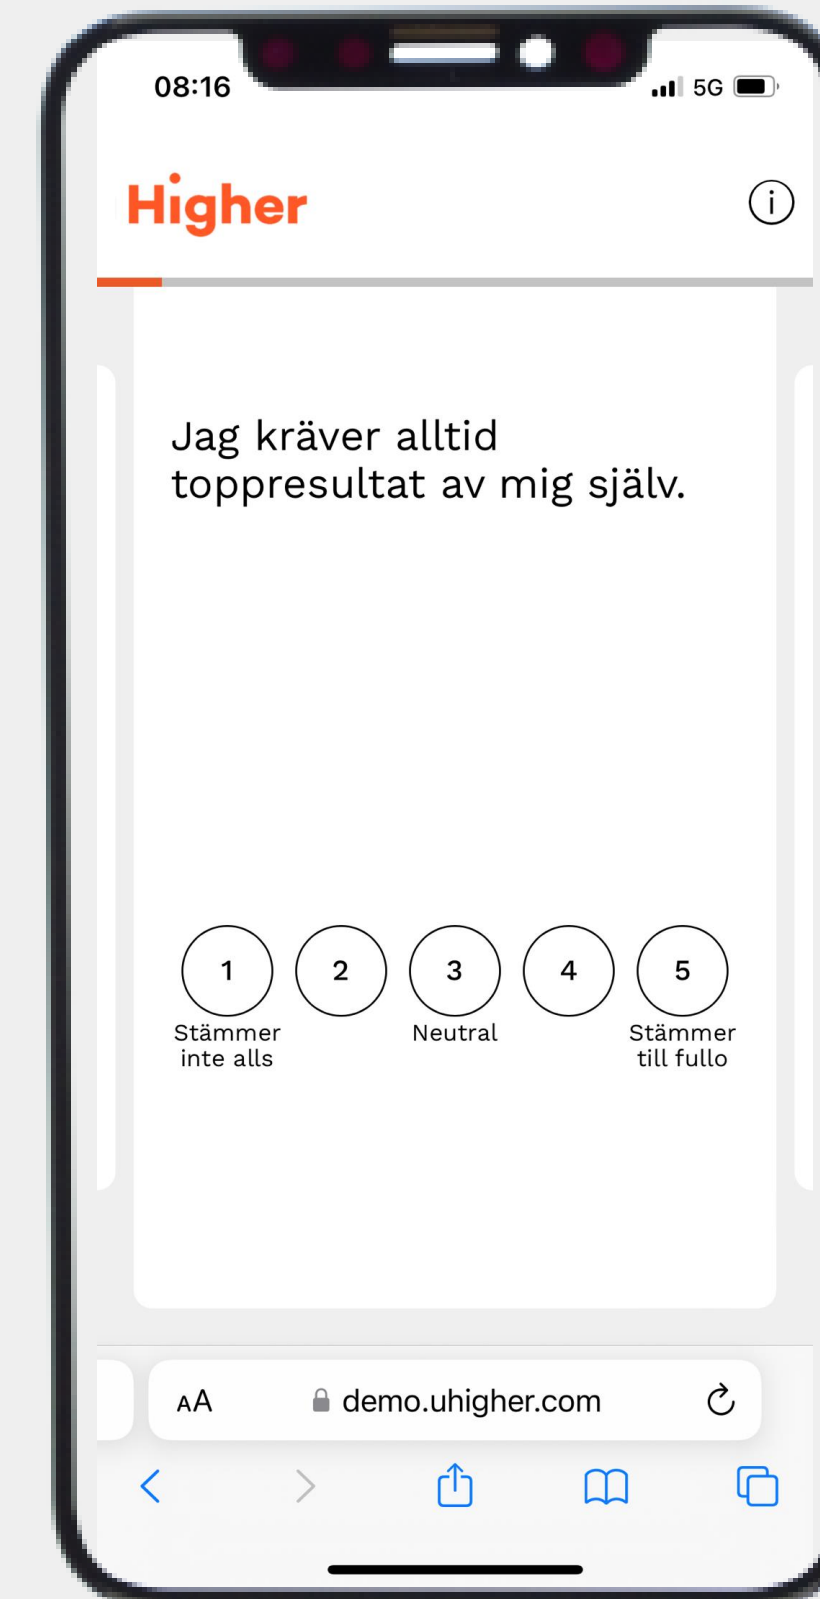 08:16
5G
Higher
i
Jag kräver alltid
toppresultat av mig själv.
1 2 3 4 5
Stämmer Neutral Stämmer
inte alls till fullo
AA demo.uhigher.com